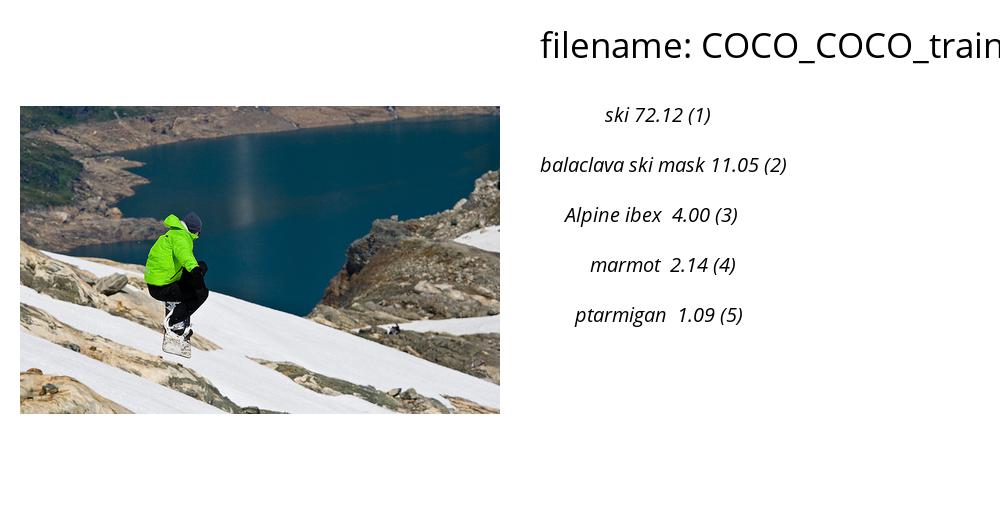 filename: COCO_COCO_train
ski 72.12 (1)
balaclava ski mask 11.05 (2)
Alpine ibex 4.00 (3)
marmot 2.14 (4)
ptarmigan 1.09 (5)